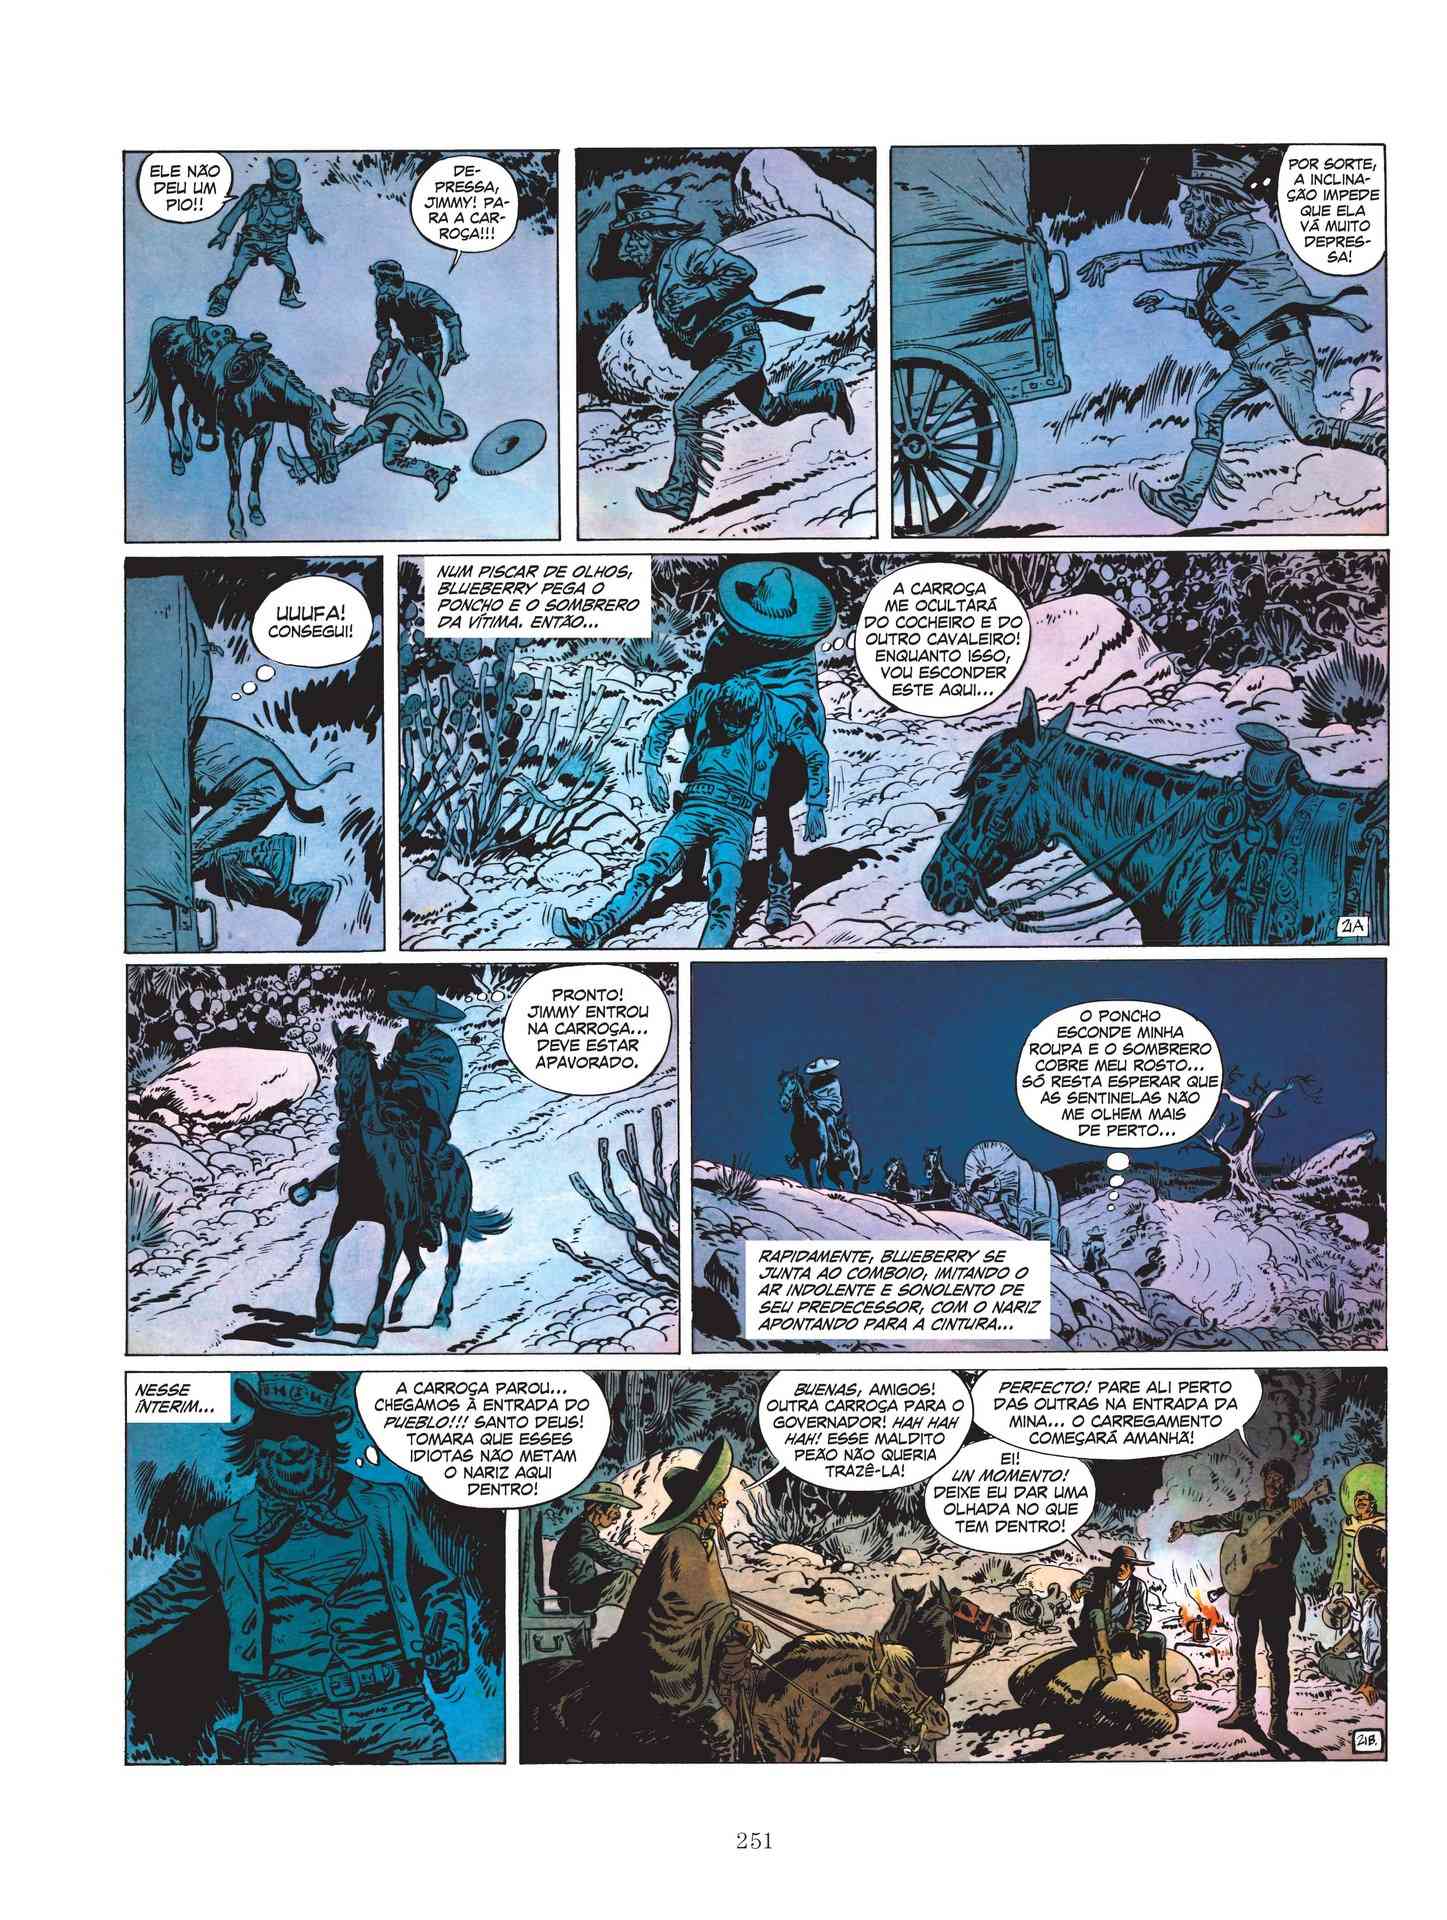 ELE NÃO
DEU UM
PIO!!
DE-
PRESSA,
JIMMY! PA-
RA A CAR-
ROÇA!!!
POR SORTE,
A INCLINA-
ÇÃO IMPEDE
QUE ELA
VÁ MUITO
DEPRES-
SA!
UUUFA!
CONSEGUI!
NUM PISCAR DE OLHOS,
BLUEBERRY PEGA O
PONCHO E O SOMBRERO
DA VÍTIMA. ENTÃO...
A CARROÇA
ME OCULTARÁ
DO COCHEIRO E DO
OUTRO CAVALEIRO!
ENQUANTO ISSO,
VOU ESCONDER
ESTE AQUI...
21A
PRONTO!
JIMMY ENTROU
NA CARROÇA...
DEVE ESTAR
APAVORADO.
O PONCHO
ESCONDE MINHA
ROUPA E O SOMBRERO
COBRE MEU ROSTO...
SÓ RESTA ESPERAR QUE
AS SENTINELAS NÃO
ME OLHEM MAIS
DE PERTO...
RAPIDAMENTE, BLUEBERRY SE
JUNTA AO COMBOIO, IMITANDO O
AR INDOLENTE E SONOLENTO DE
SEU PREDECESSOR, COM O NARIZ
APONTANDO PARA A CINTURA...
NESSE
ÍNTERIM...
A CARROÇA PAROU...
CHEGAMOS À ENTRADA DO
PUEBLO!!! SANTO DEUS!
TOMARA QUE ESSES
IDIOTAS NÃO METAM
O NARIZ AQUI
DENTRO!
BUENAS, AMIGOS!
OUTRA CARROÇA PARA O
GOVERNADOR! HAH HAH
HAH! ESSE MALDITO
PEÃO NÃO QUERIA
TRAZÊ-LA!
PERFECTO! PARE ALI PERTO
DAS OUTRAS NA ENTRADA DA
MINA... O CARREGAMENTO
COMEÇARÁ AMANHÃ!
EI!
UN MOMENTO!
DEIXE EU DAR UMA
OLHADA NO QUE
TEM DENTRO!
21B.
251